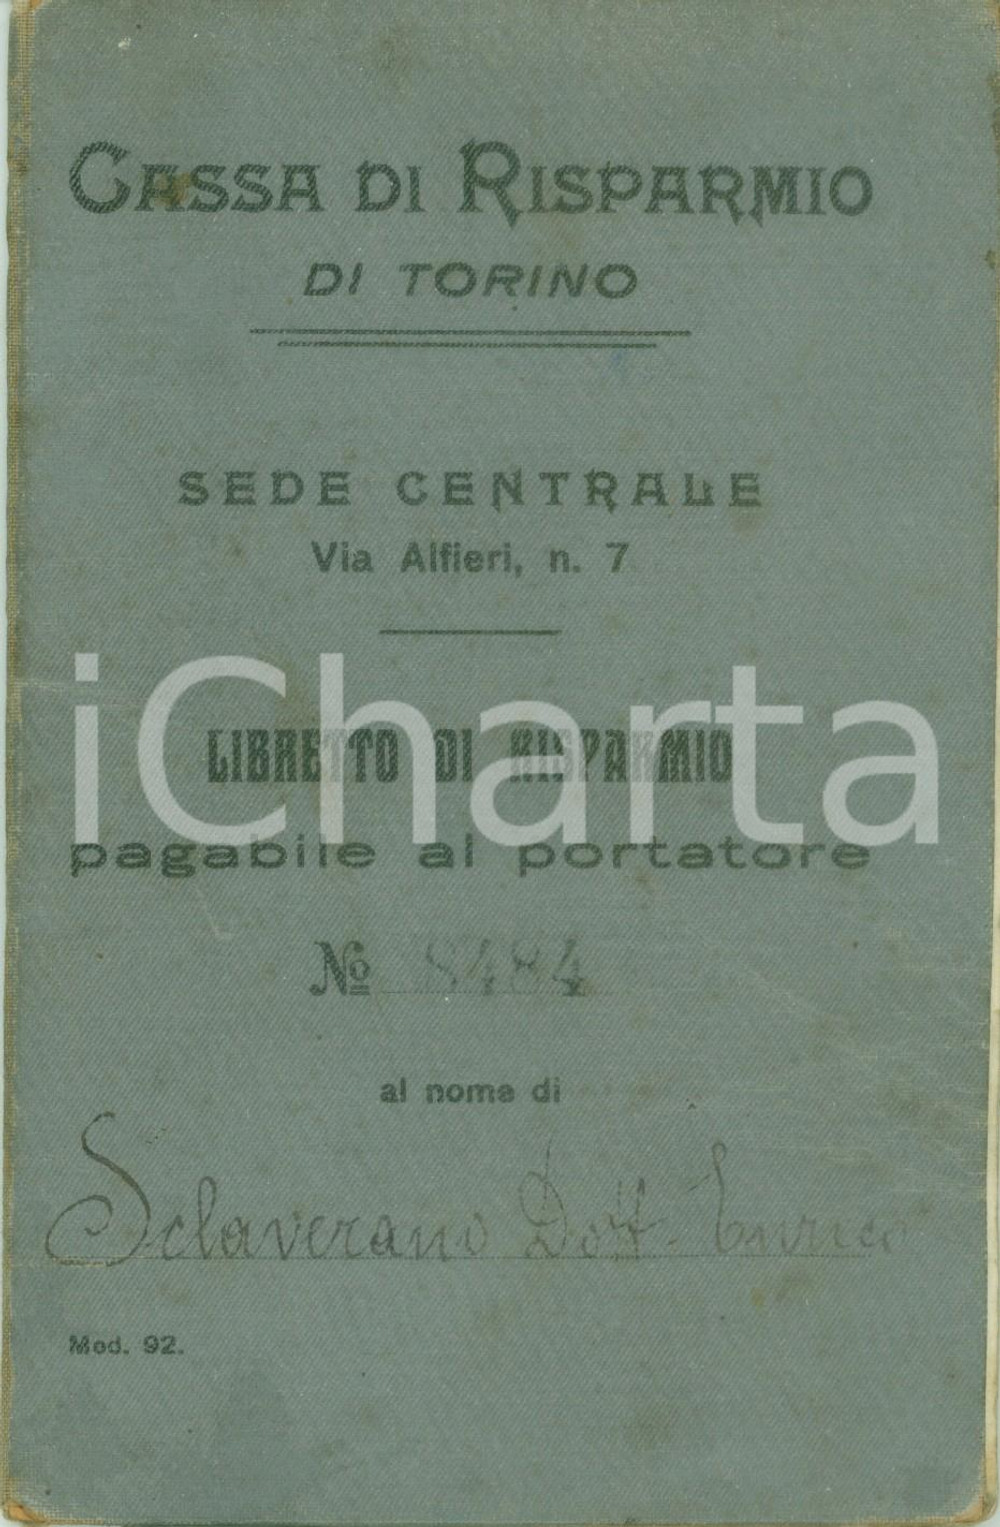 CASSA DI RISPARMIO
DI TORINO
SEDE CENTRALE
Via Alfieri, n. 7
iCharta
LIBRETTO DI RISPARMIO
pagabile al portatore
No 8484
al nome di
Sclaverano Dott. Enrico
Mod. 92.